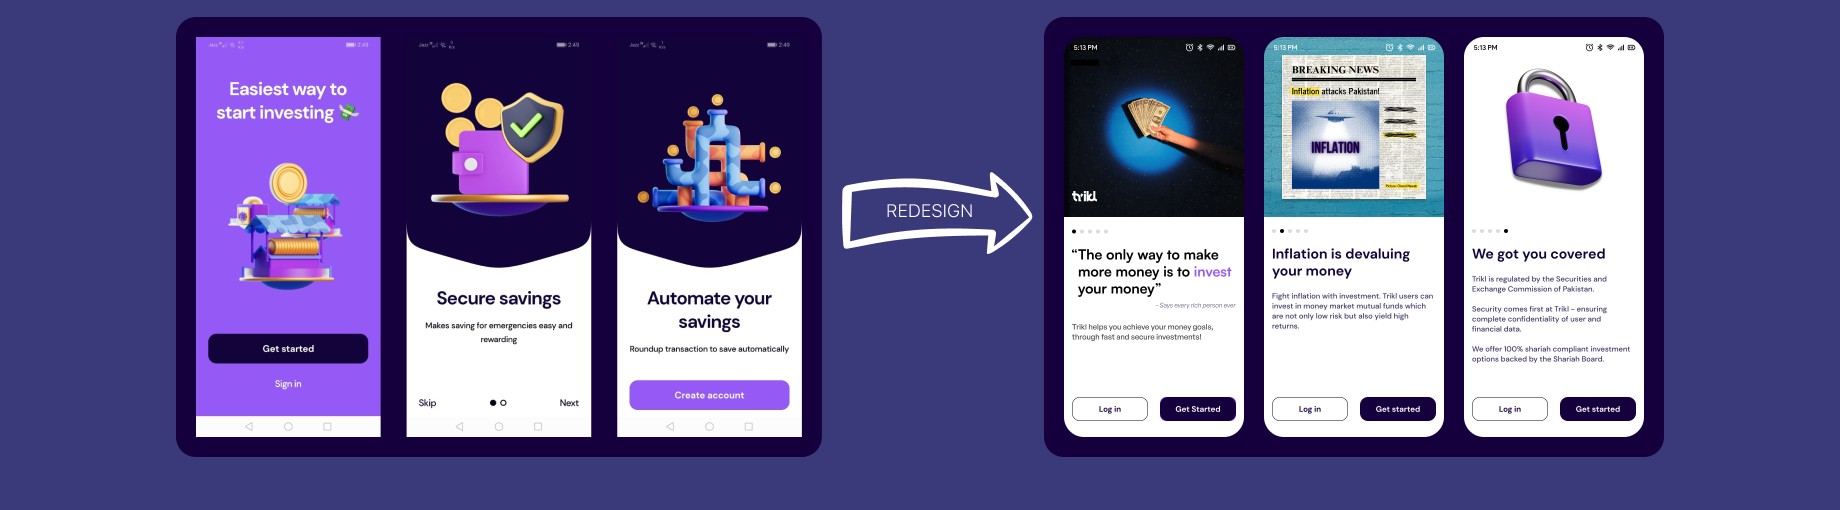 2:49
Easiest way to
start investing
Get started
Sign in
2:49
Secure savings
Makes saving for emergencies easy and
rewarding
Skip
Next
2:49
Automate your
savings
Roundup transaction to save automatically
Create account
REDESIGN
5:13 PM
trikl
“The only way to make
more money is to invest
your money”
- Says every rich person ever
Trikl helps you achieve your money goals,
through fast and secure investments!
Log in
Get Started
5:13 PM
BREAKING NEWS
Inflation attacks Pakistan!
INFLATION
Inflation is devaluing
your money
Fight inflation with investment. Trikl users can
invest in money market mutual funds which
are not only low risk but also yield high
returns.
Log in
Get started
5:13 PM
We got you covered
Trikl is regulated by the Securities and
Exchange Commission of Pakistan.
Security comes first at Trikl - ensuring
complete confidentiality of user and
financial data.
We offer 100% shariah compliant investment
options backed by the Shariah Board.
Log in
Get started